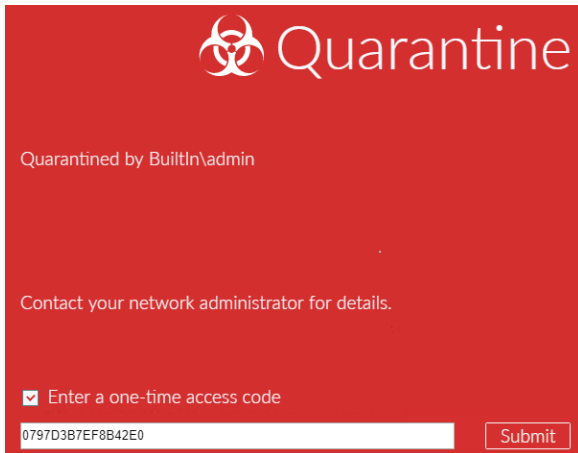 Quarantine
Quarantined by BuiltIn\admin
Contact your network administrator for details.
Enter a one-time access code
0797D3B7EF8B42E0
Submit